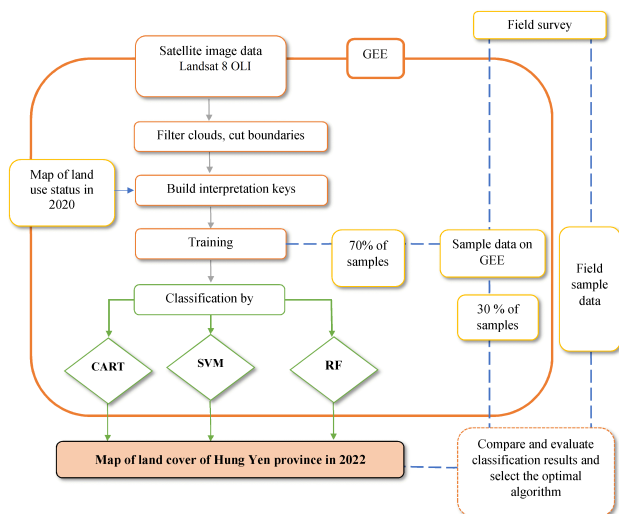 Satellite image data
Landsat 8 OLI
GEE
Field survey
Filter clouds, cut boundaries
Map of land
use status in
2020
Build interpretation keys
Training
70% of
samples
Sample data on
GEE
Field
sample
data
Classification by
30 % of
samples
CART
SVM
RF
Map of land cover of Hung Yen province in 2022
Compare and evaluate
classification results and
select the optimal
algorithm